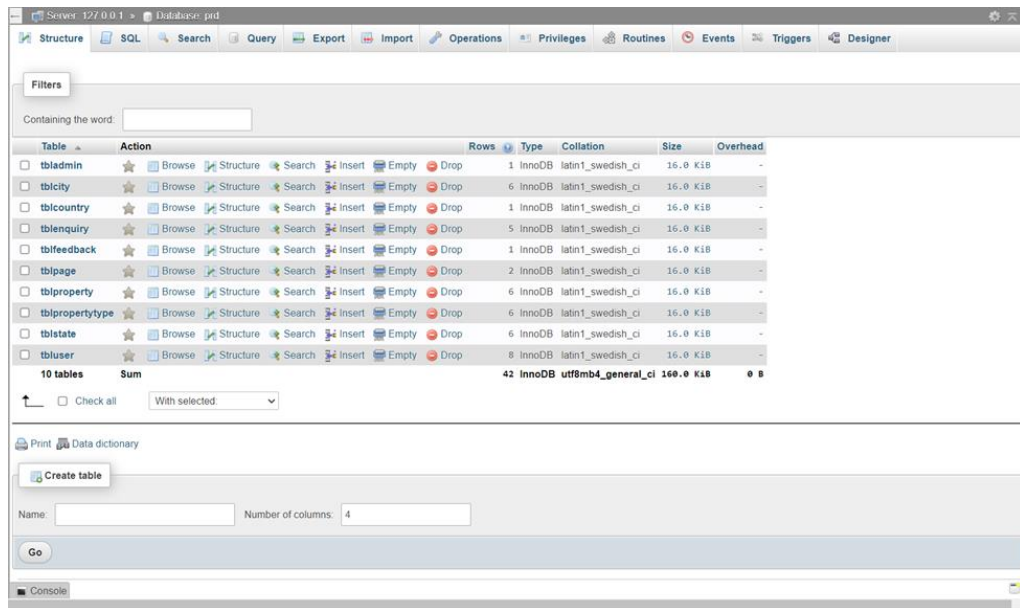 Server: 127.0.0.1 » Database: prd
Structure SQL Search Query Export Import Operations Privileges Routines Events Triggers Designer
Filters
Containing the word:
Table Action Rows Type Collation Size Overhead
tbladmin Browse Structure Search Insert Empty Drop 1 InnoDB latin1_swedish_ci 16.0 KiB -
tblcity Browse Structure Search Insert Empty Drop 6 InnoDB latin1_swedish_ci 16.0 KiB -
tblcountry Browse Structure Search Insert Empty Drop 1 InnoDB latin1_swedish_ci 16.0 KiB -
tblenquiry Browse Structure Search Insert Empty Drop 5 InnoDB latin1_swedish_ci 16.0 KiB -
tblfeedback Browse Structure Search Insert Empty Drop 1 InnoDB latin1_swedish_ci 16.0 KiB -
tblpage Browse Structure Search Insert Empty Drop 2 InnoDB latin1_swedish_ci 16.0 KiB -
tblproperty Browse Structure Search Insert Empty Drop 6 InnoDB latin1_swedish_ci 16.0 KiB -
tblpropertytype Browse Structure Search Insert Empty Drop 6 InnoDB latin1_swedish_ci 16.0 KiB -
tblstate Browse Structure Search Insert Empty Drop 6 InnoDB latin1_swedish_ci 16.0 KiB -
tbluser Browse Structure Search Insert Empty Drop 8 InnoDB latin1_swedish_ci 16.0 KiB -
10 tables Sum 42 InnoDB utf8mb4_general_ci 160.0 KiB 0 B
Check all With selected:
Print Data dictionary
Create table
Name: Number of columns: 4
Go
Console